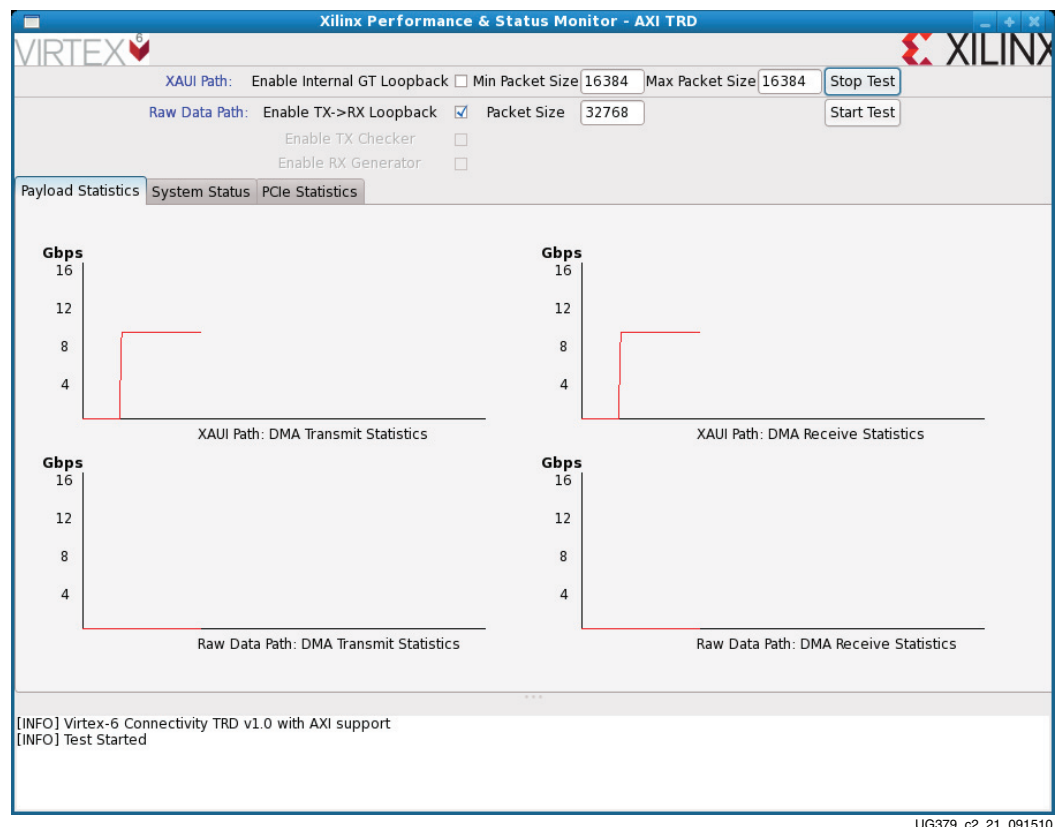 Xilinx Performance & Status Monitor - AXI TRD
VIRTEX 6 XILINX
XAUI Path: Enable Internal GT Loopback Min Packet Size 16384 Max Packet Size 16384 Stop Test
Raw Data Path: Enable TX->RX Loopback Packet Size 32768 Start Test
Enable TX Checker
Enable RX Generator
Payload Statistics System Status PCIe Statistics
Gbps
16
12
8
4
XAUI Path: DMA Transmit Statistics
Gbps
16
12
8
4
XAUI Path: DMA Receive Statistics
Gbps
16
12
8
4
Raw Data Path: DMA Transmit Statistics
Gbps
16
12
8
4
Raw Data Path: DMA Receive Statistics
[INFO] Virtex-6 Connectivity TRD v1.0 with AXI support
[INFO] Test Started
UG379_c2_21_091510